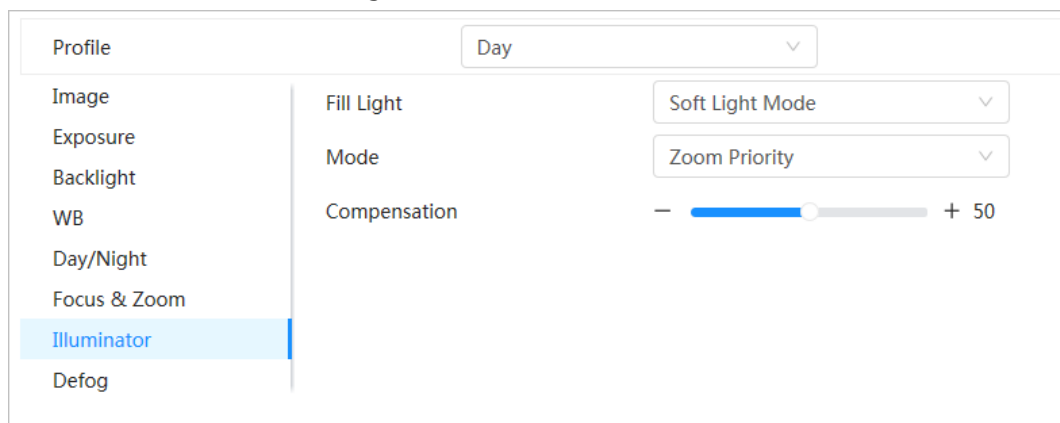 Profile Day
Image
Exposure
Backlight
WB
Day/Night
Focus & Zoom
Illuminator
Defog
Fill Light Soft Light Mode
Mode Zoom Priority
Compensation − + 50